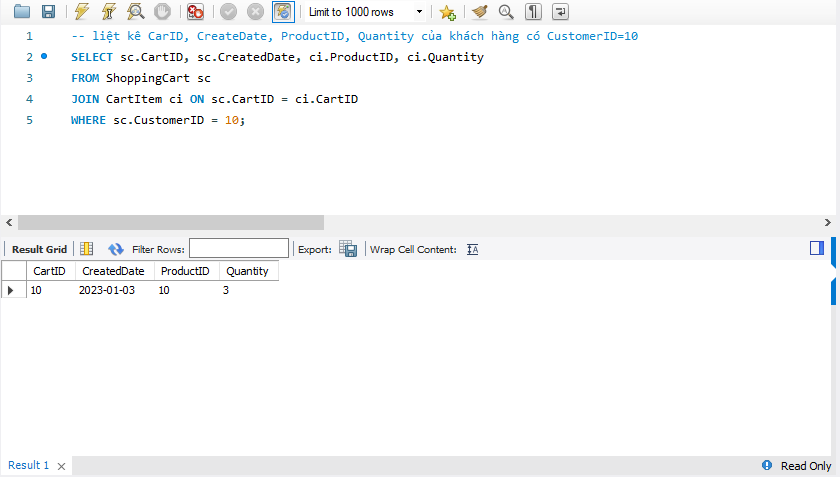 Limit to 1000 rows
1 -- liệt kê CarID, CreateDate, ProductID, Quantity của khách hàng có CustomerID=10
2 SELECT sc.CartID, sc.CreatedDate, ci.ProductID, ci.Quantity
3 FROM ShoppingCart sc
4 JOIN CartItem ci ON sc.CartID = ci.CartID
5 WHERE sc.CustomerID = 10;
Result Grid Filter Rows: Export: Wrap Cell Content:
CartID CreatedDate ProductID Quantity
10 2023-01-03 10 3
Result 1 Read Only